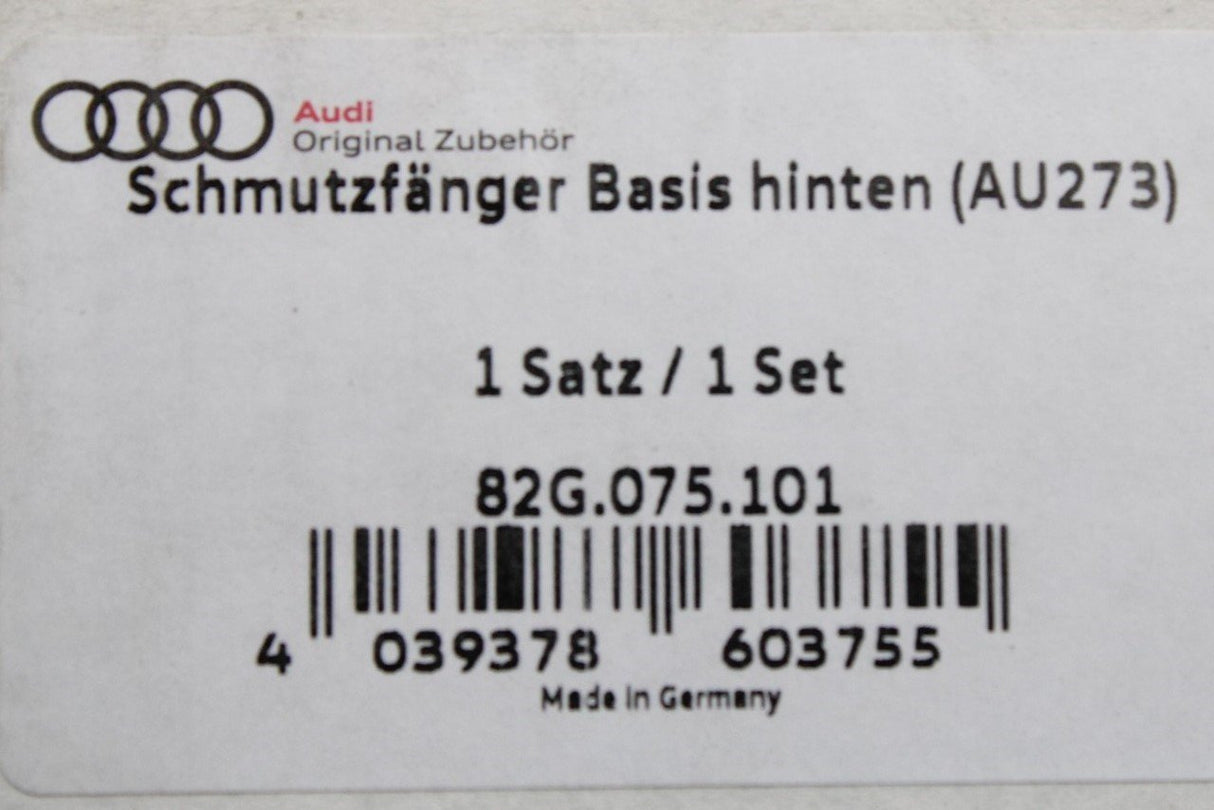 Audi
Original Zubehör
Schmutzfänger Basis hinten (AU273)
1 Satz / 1 Set
82G.075.101
4 039378 603755
Made in Germany